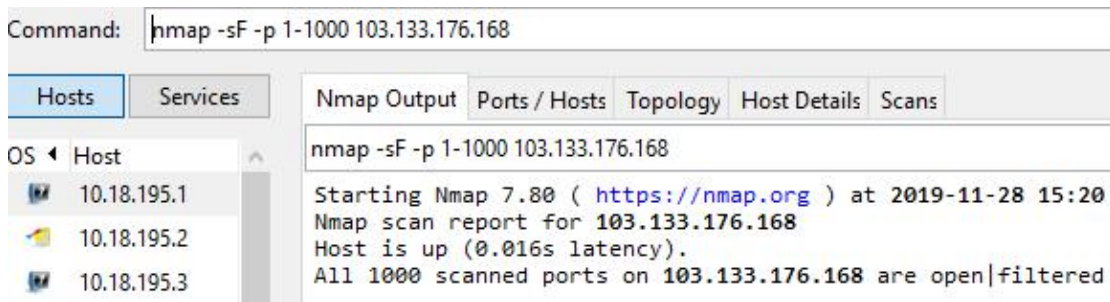 Command: nmap -sF -p 1-1000 103.133.176.168
Hosts Services
Nmap Output Ports / Hosts Topology Host Details Scans
nmap -sF -p 1-1000 103.133.176.168
OS Host
10.18.195.1
10.18.195.2
10.18.195.3
Starting Nmap 7.80 ( https://nmap.org ) at 2019-11-28 15:20
Nmap scan report for 103.133.176.168
Host is up (0.016s latency).
All 1000 scanned ports on 103.133.176.168 are open|filtered